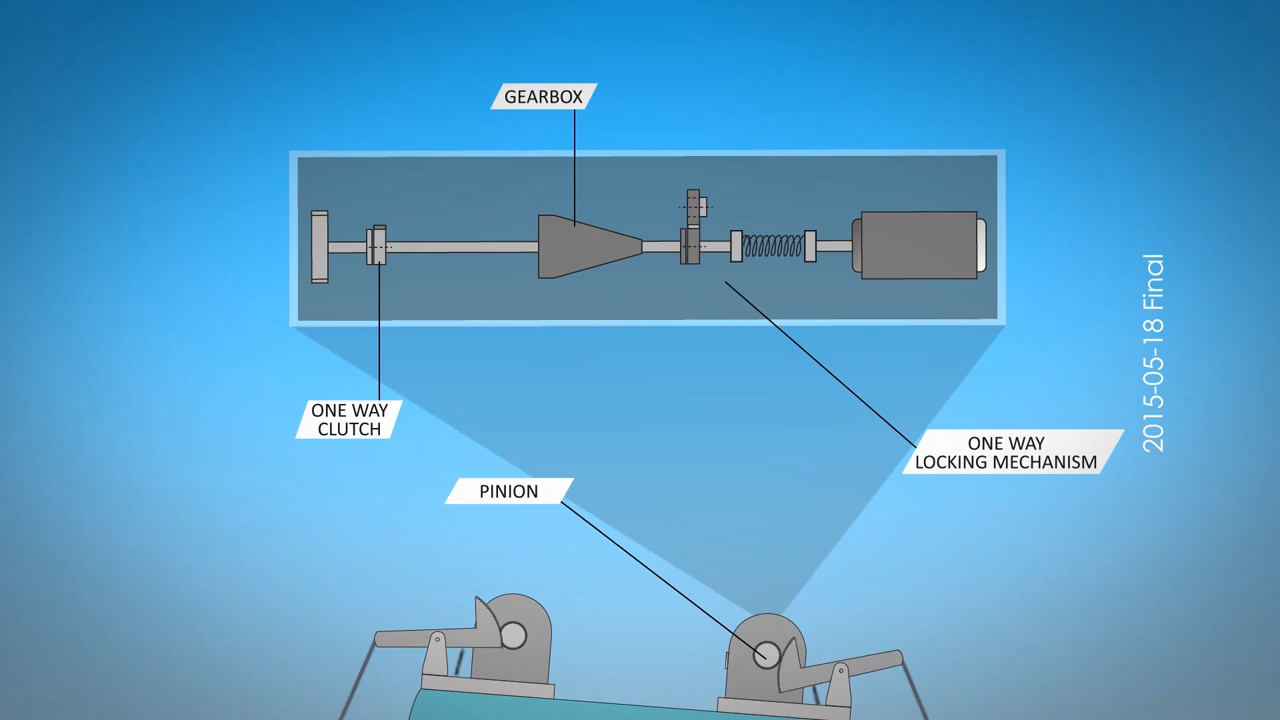 GEARBOX
ONE WAY
CLUTCH
ONE WAY
LOCKING MECHANISM
PINION
2015-05-18 Final